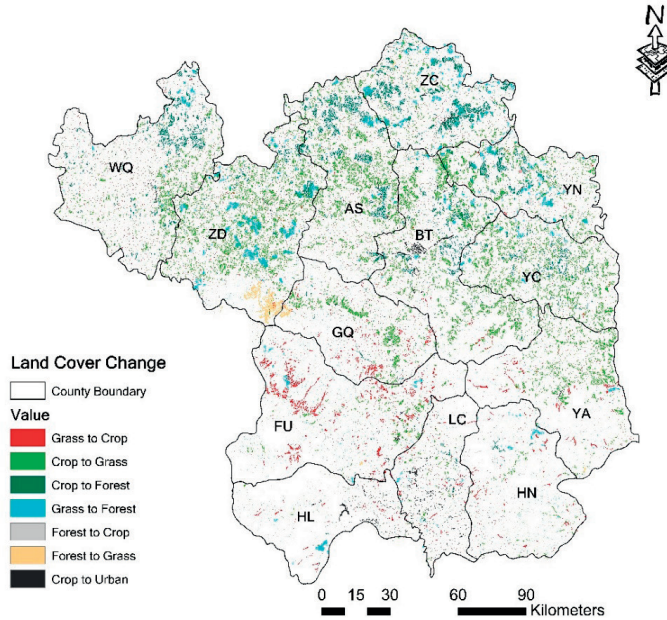 N
ZC
WQ
YN
AS
ZD
BT
YC
GQ
Land Cover Change
County Boundary
Value
Grass to Crop
Crop to Grass
Crop to Forest
Grass to Forest
Forest to Crop
Forest to Grass
Crop to Urban
LC
YA
FU
HN
HL
0 15 30 60 90
Kilometers